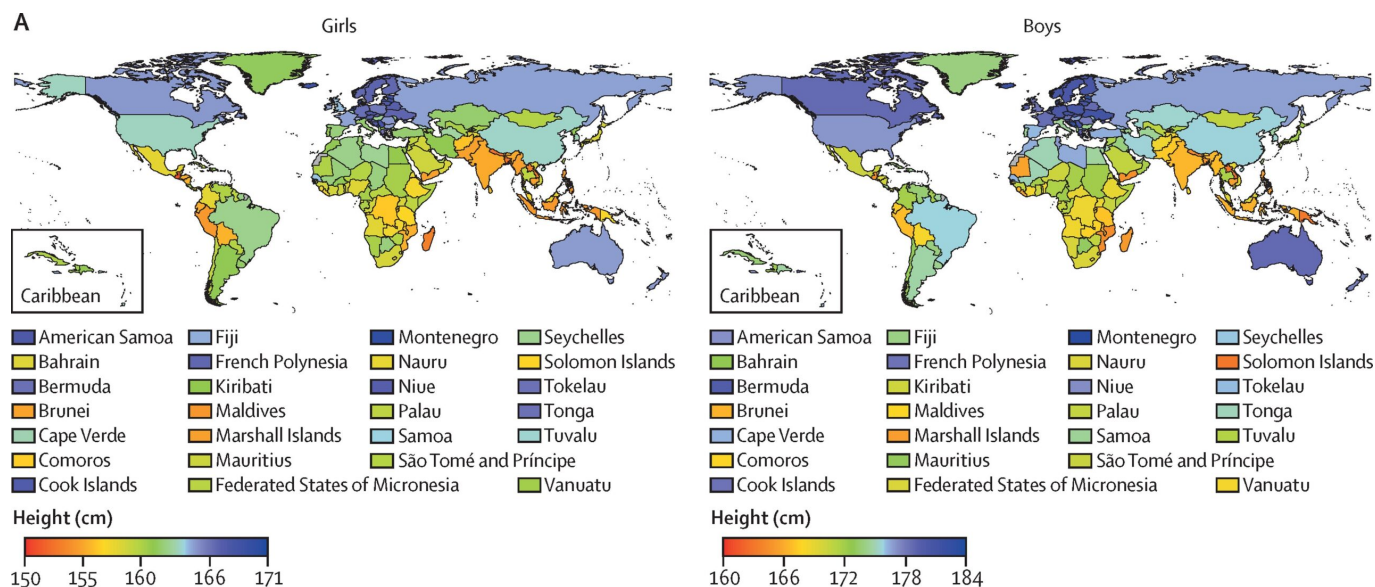 A
Girls
Caribbean
American Samoa Fiji Montenegro Seychelles
Bahrain French Polynesia Nauru Solomon Islands
Bermuda Kiribati Niue Tokelau
Brunei Maldives Palau Tonga
Cape Verde Marshall Islands Samoa Tuvalu
Comoros Mauritius São Tomé and Príncipe
Cook Islands Federated States of Micronesia Vanuatu
Height (cm)
150 155 160 166 171
Boys
Caribbean
American Samoa Fiji Montenegro Seychelles
Bahrain French Polynesia Nauru Solomon Islands
Bermuda Kiribati Niue Tokelau
Brunei Maldives Palau Tonga
Cape Verde Marshall Islands Samoa Tuvalu
Comoros Mauritius São Tomé and Príncipe
Cook Islands Federated States of Micronesia Vanuatu
Height (cm)
160 166 172 178 184